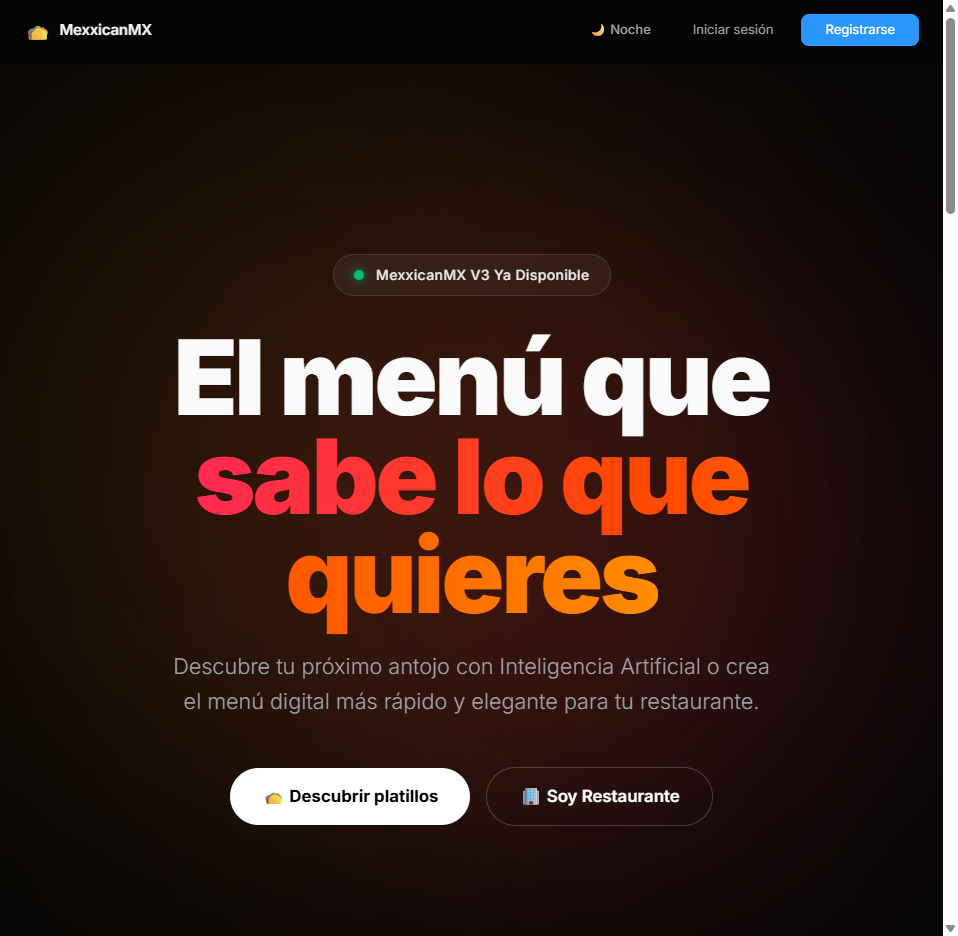 MexxicanMX
Noche
Iniciar sesión
Registrarse
MexxicanMX V3 Ya Disponible
El menú que
sabe lo que
quieres
Descubre tu próximo antojo con Inteligencia Artificial o crea
el menú digital más rápido y elegante para tu restaurante.
Descubrir platillos
Soy Restaurante